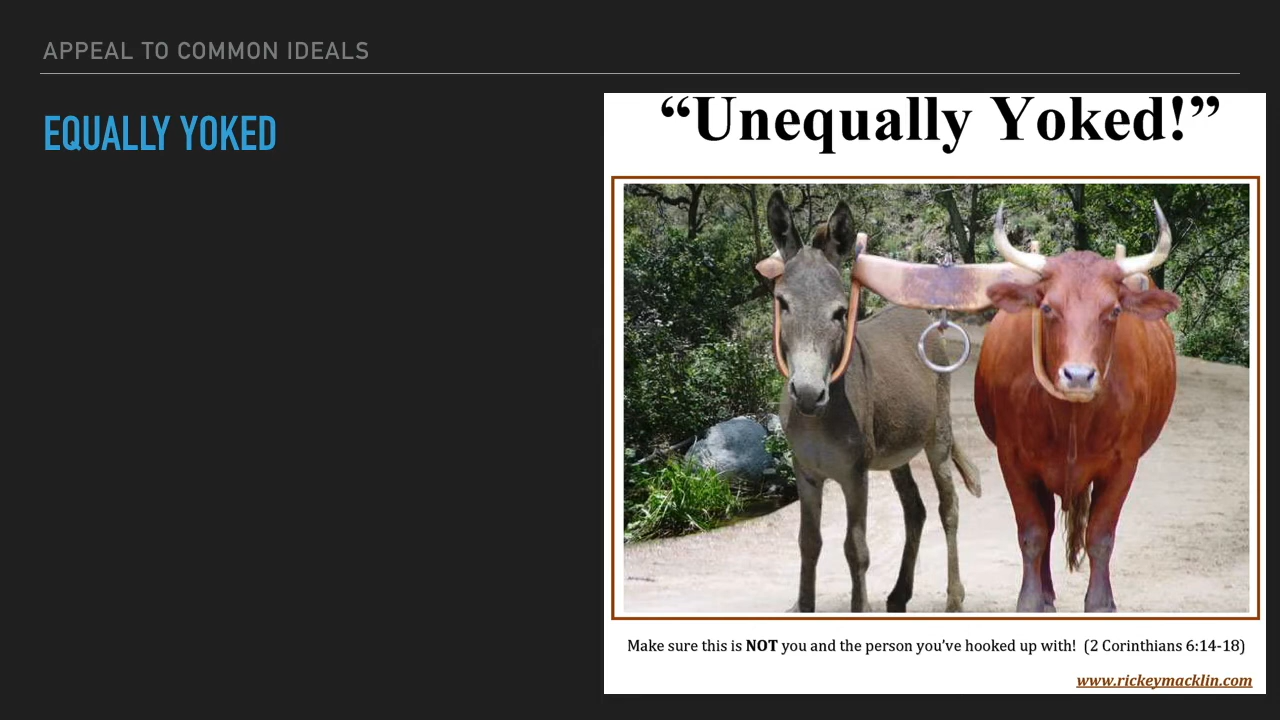 APPEAL TO COMMON IDEALS
EQUALLY YOKED
“Unequally Yoked!”
Make sure this is NOT you and the person you’ve hooked up with! (2 Corinthians 6:14-18)
www.rickeymacklin.com